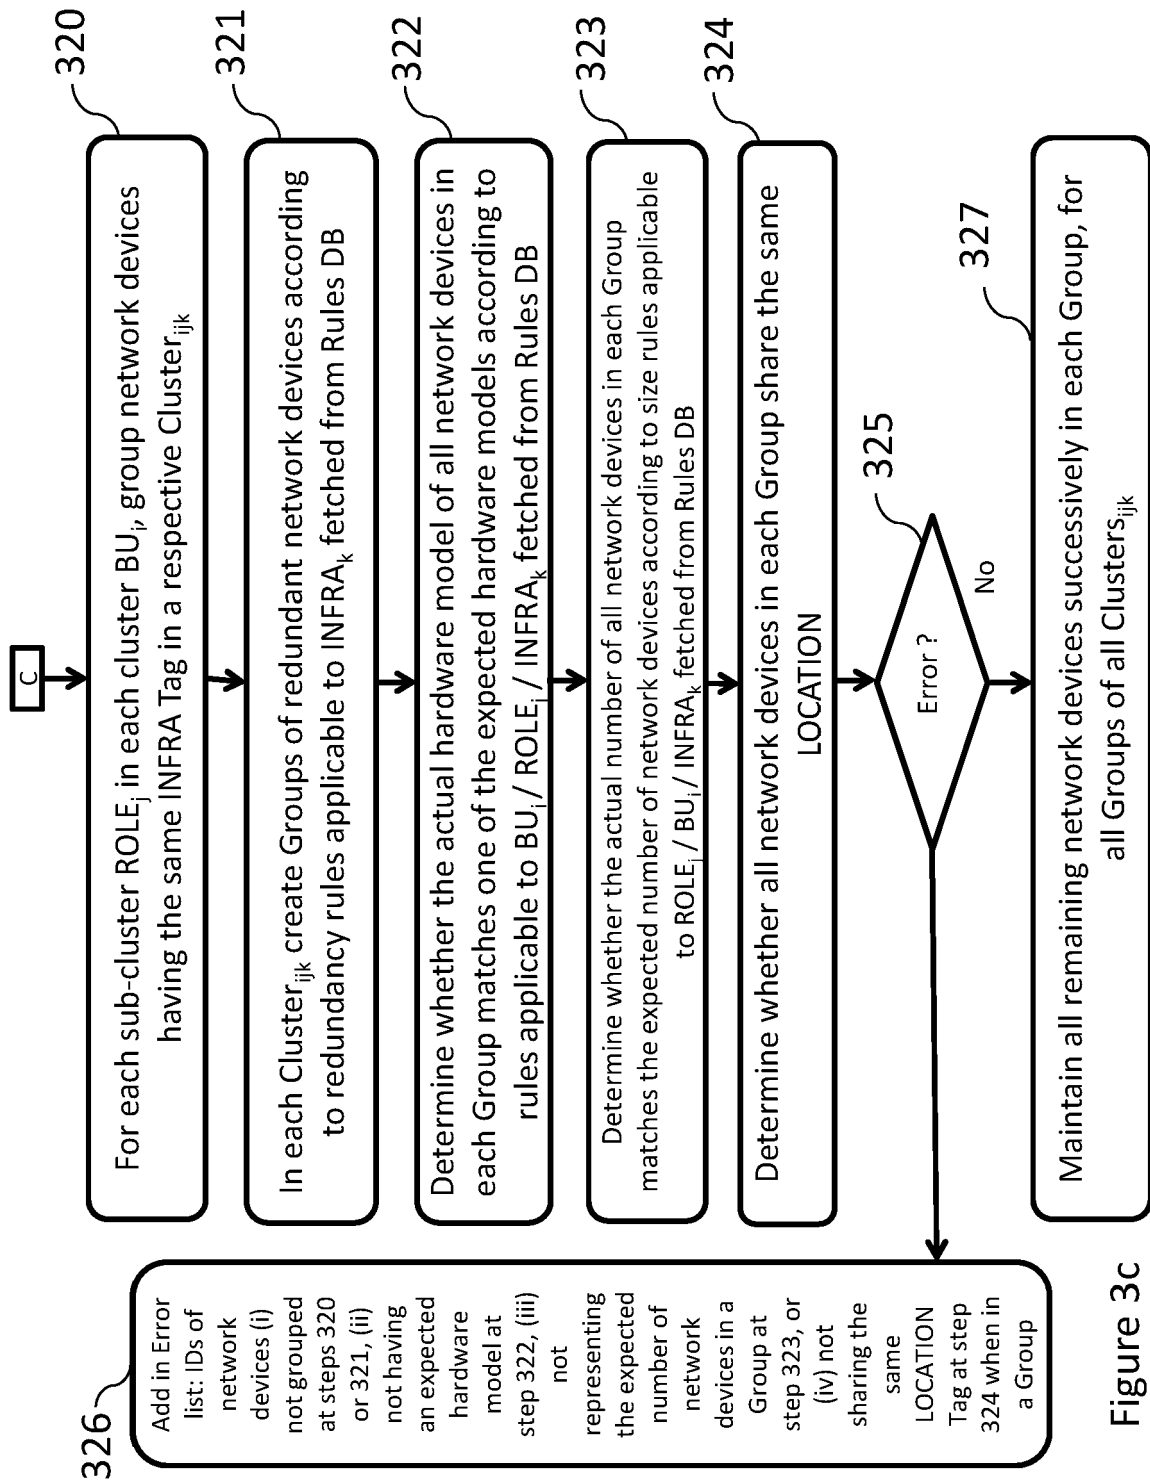 C
320
For each sub-cluster ROLEj in each cluster BUi, group network devices
having the same INFRA Tag in a respective Clusterijk
321
In each Clusterijk create Groups of redundant network devices according
to redundancy rules applicable to INFRAk fetched from Rules DB
322
Determine whether the actual hardware model of all network devices in
each Group matches one of the expected hardware models according to
rules applicable to BUi / ROLEj / INFRAk fetched from Rules DB
323
Determine whether the actual number of all network devices in each Group
matches the expected number of network devices according to size rules applicable
to ROLEj / BUi / INFRAk fetched from Rules DB
324
Determine whether all network devices in each Group share the same
LOCATION
325
Error ?
No
326
Add in Error
list: IDs of
network
devices (i)
not grouped
at steps 320
or 321, (ii)
not having
an expected
hardware
model at
step 322, (iii)
not
representing
the expected
number of
network
devices in a
Group at
step 323, or
(iv) not
sharing the
same
LOCATION
Tag at step
324 when in
a Group
327
Maintain all remaining network devices successively in each Group, for
all Groups of all Clustersijk
Figure 3c